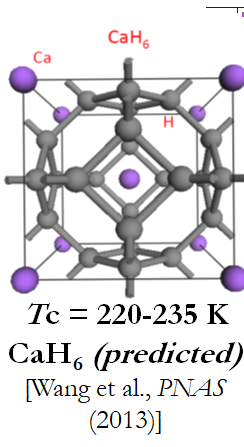 CaH₆
Ca
H
Tc = 220-235 K
CaH₆ (predicted)
[Wang et al., PNAS
(2013)]